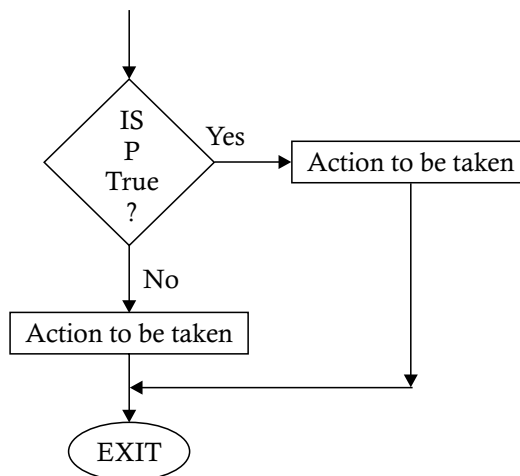 IS
P
True
?
Yes
Action to be taken
No
Action to be taken
EXIT